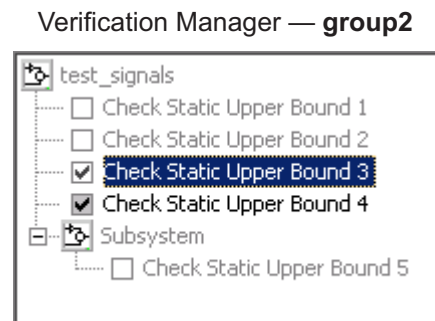 Verification Manager — group2
test_signals
Check Static Upper Bound 1
Check Static Upper Bound 2
Check Static Upper Bound 3
Check Static Upper Bound 4
Subsystem
Check Static Upper Bound 5